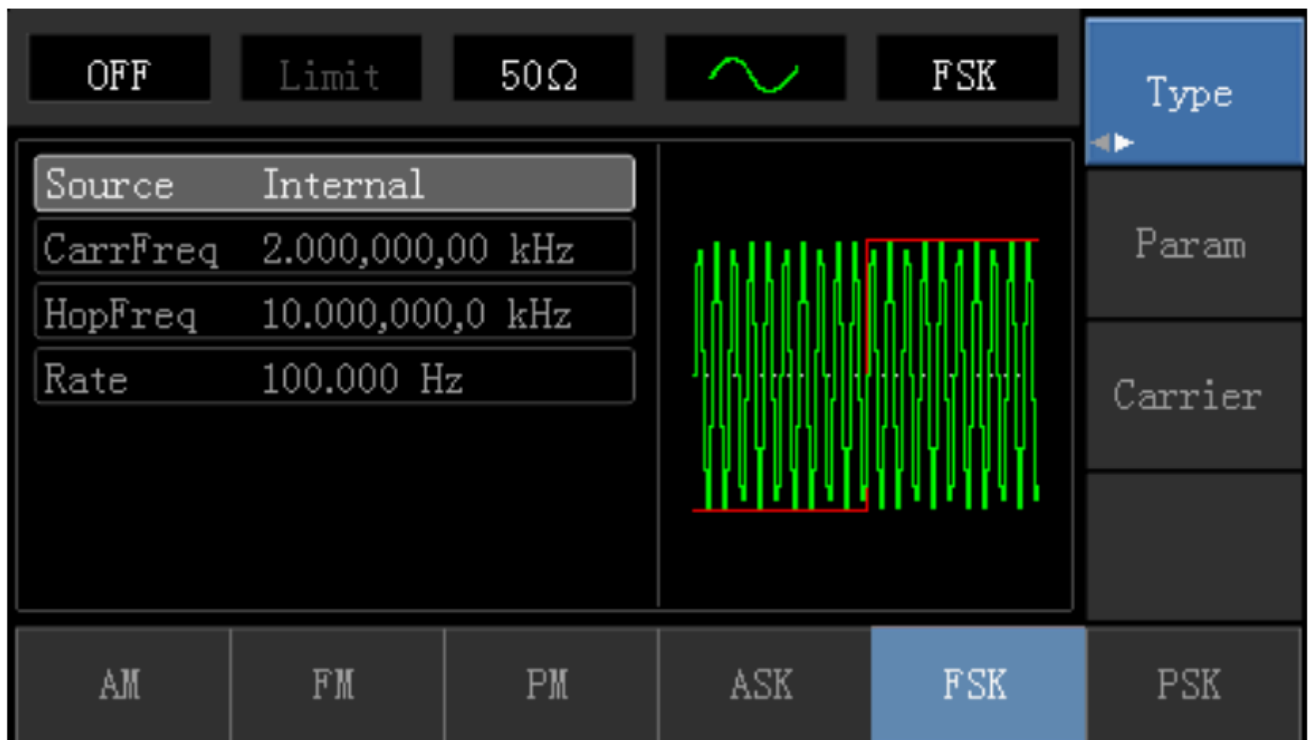 OFF Limit 50Ω FSK
Type
Source Internal
CarrFreq 2.000,000,00 kHz
HopFreq 10.000,000,0 kHz
Rate 100.000 Hz
Param
Carrier
AM FM PM ASK FSK PSK